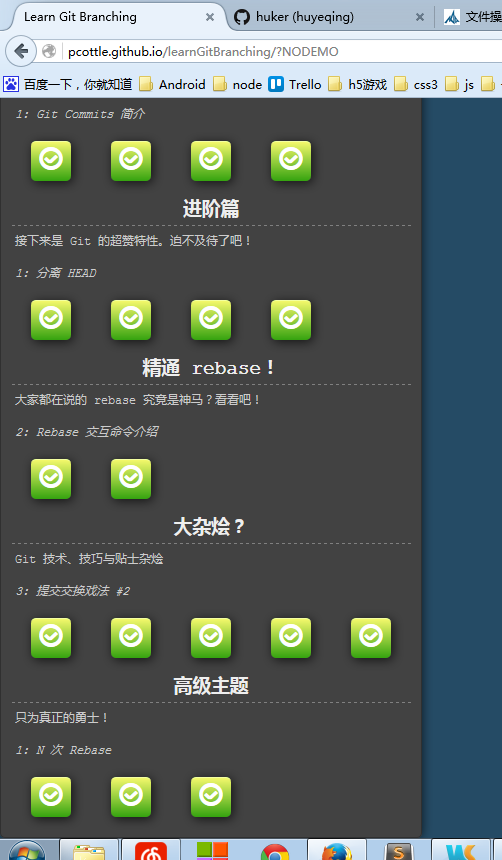 Learn Git Branching
huker (huyeqing)
文件操
pcottle.github.io/learnGitBranching/?NODEMO
百度一下，你就知道 Android node Trello h5游戏 css3 js
1: Git Commits 简介
进阶篇
接下来是 Git 的超赞特性。迫不及待了吧！
1: 分离 HEAD
精通 rebase！
大家都在说的 rebase 究竟是神马？看看吧！
2: Rebase 交互命令介绍
大杂烩？
Git 技术、技巧与贴士杂烩
3: 提交交换戏法 #2
高级主题
只为真正的勇士！
1: N 次 Rebase